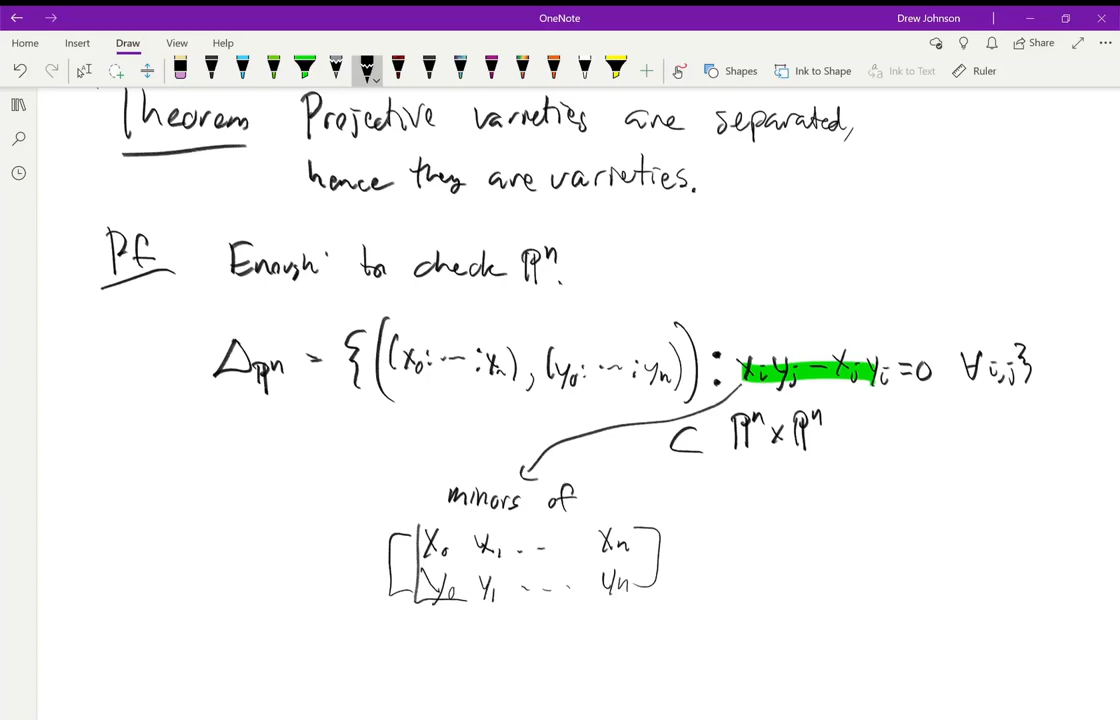 OneNote
Drew Johnson
Home Insert Draw View Help
Share
Shapes Ink to Shape Ink to Text Ruler
Theorem Projective varieties are separated,
hence they are varieties.
Pf Enough to check ℙⁿ.
Δ_ℙⁿ = {((x₀: ⋯ :xₙ), (y₀: ⋯ :yₙ)) : xᵢyⱼ − xⱼyᵢ = 0 ∀i,j}
⊂ ℙⁿ × ℙⁿ
minors of
[x₀ x₁ ⋯ xₙ
y₀ y₁ ⋯ yₙ]